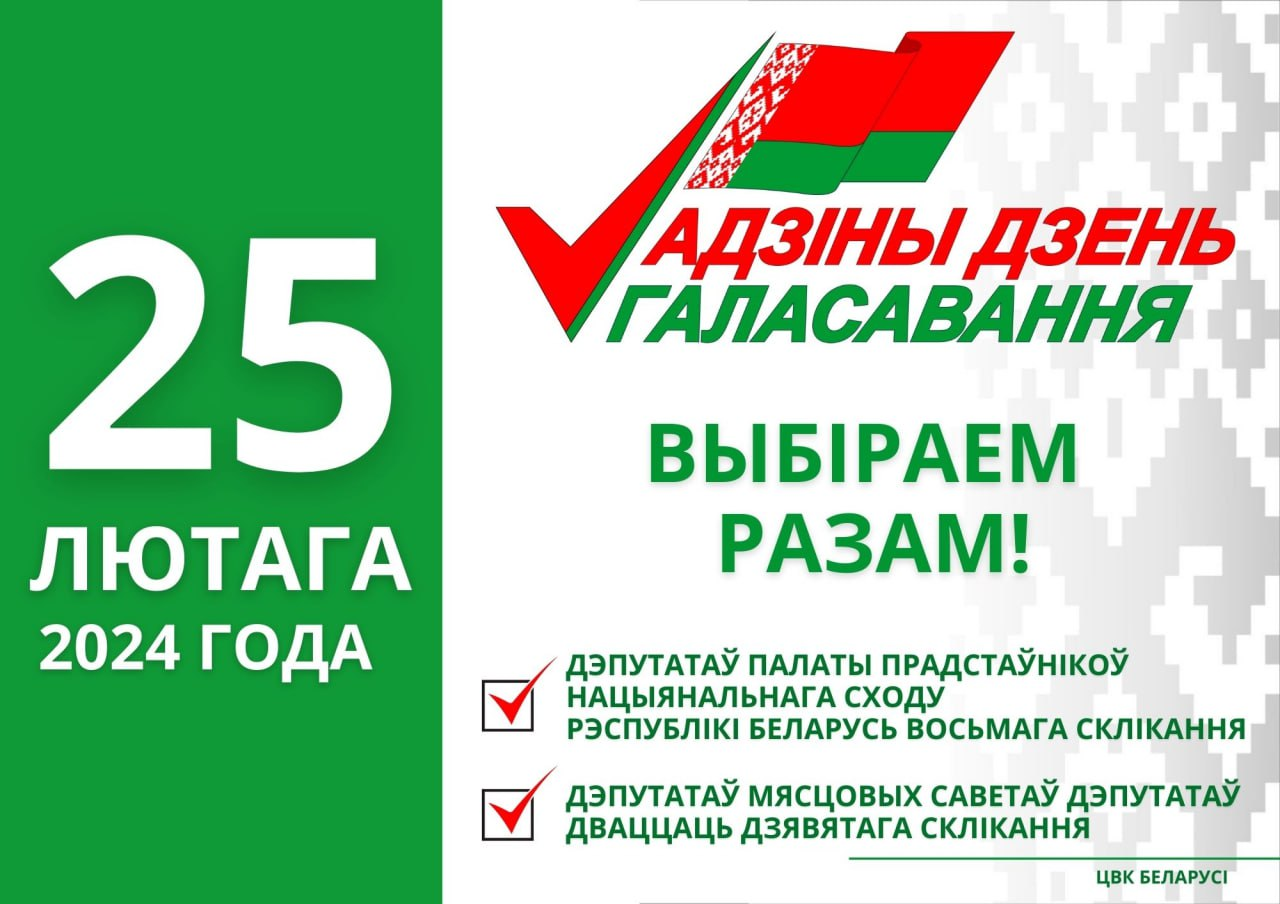 25
ЛЮТАГА
2024 ГОДА
АДЗІНЫ ДЗЕНЬ
ГАЛАСАВАННЯ
ВЫБІРАЕМ
РАЗАМ!
ДЭПУТАТАЎ ПАЛАТЫ ПРАДСТАЎНІКОЎ
НАЦЫЯНАЛЬНАГА СХОДУ
РЭСПУБЛІКІ БЕЛАРУСЬ ВОСЬМАГА СКЛІКАННЯ
ДЭПУТАТАЎ МЯСЦОВЫХ САВЕТАЎ ДЭПУТАТАЎ
ДВАЦЦАЦЬ ДЗЯВЯТАГА СКЛІКАННЯ
ЦВК БЕЛАРУСІ